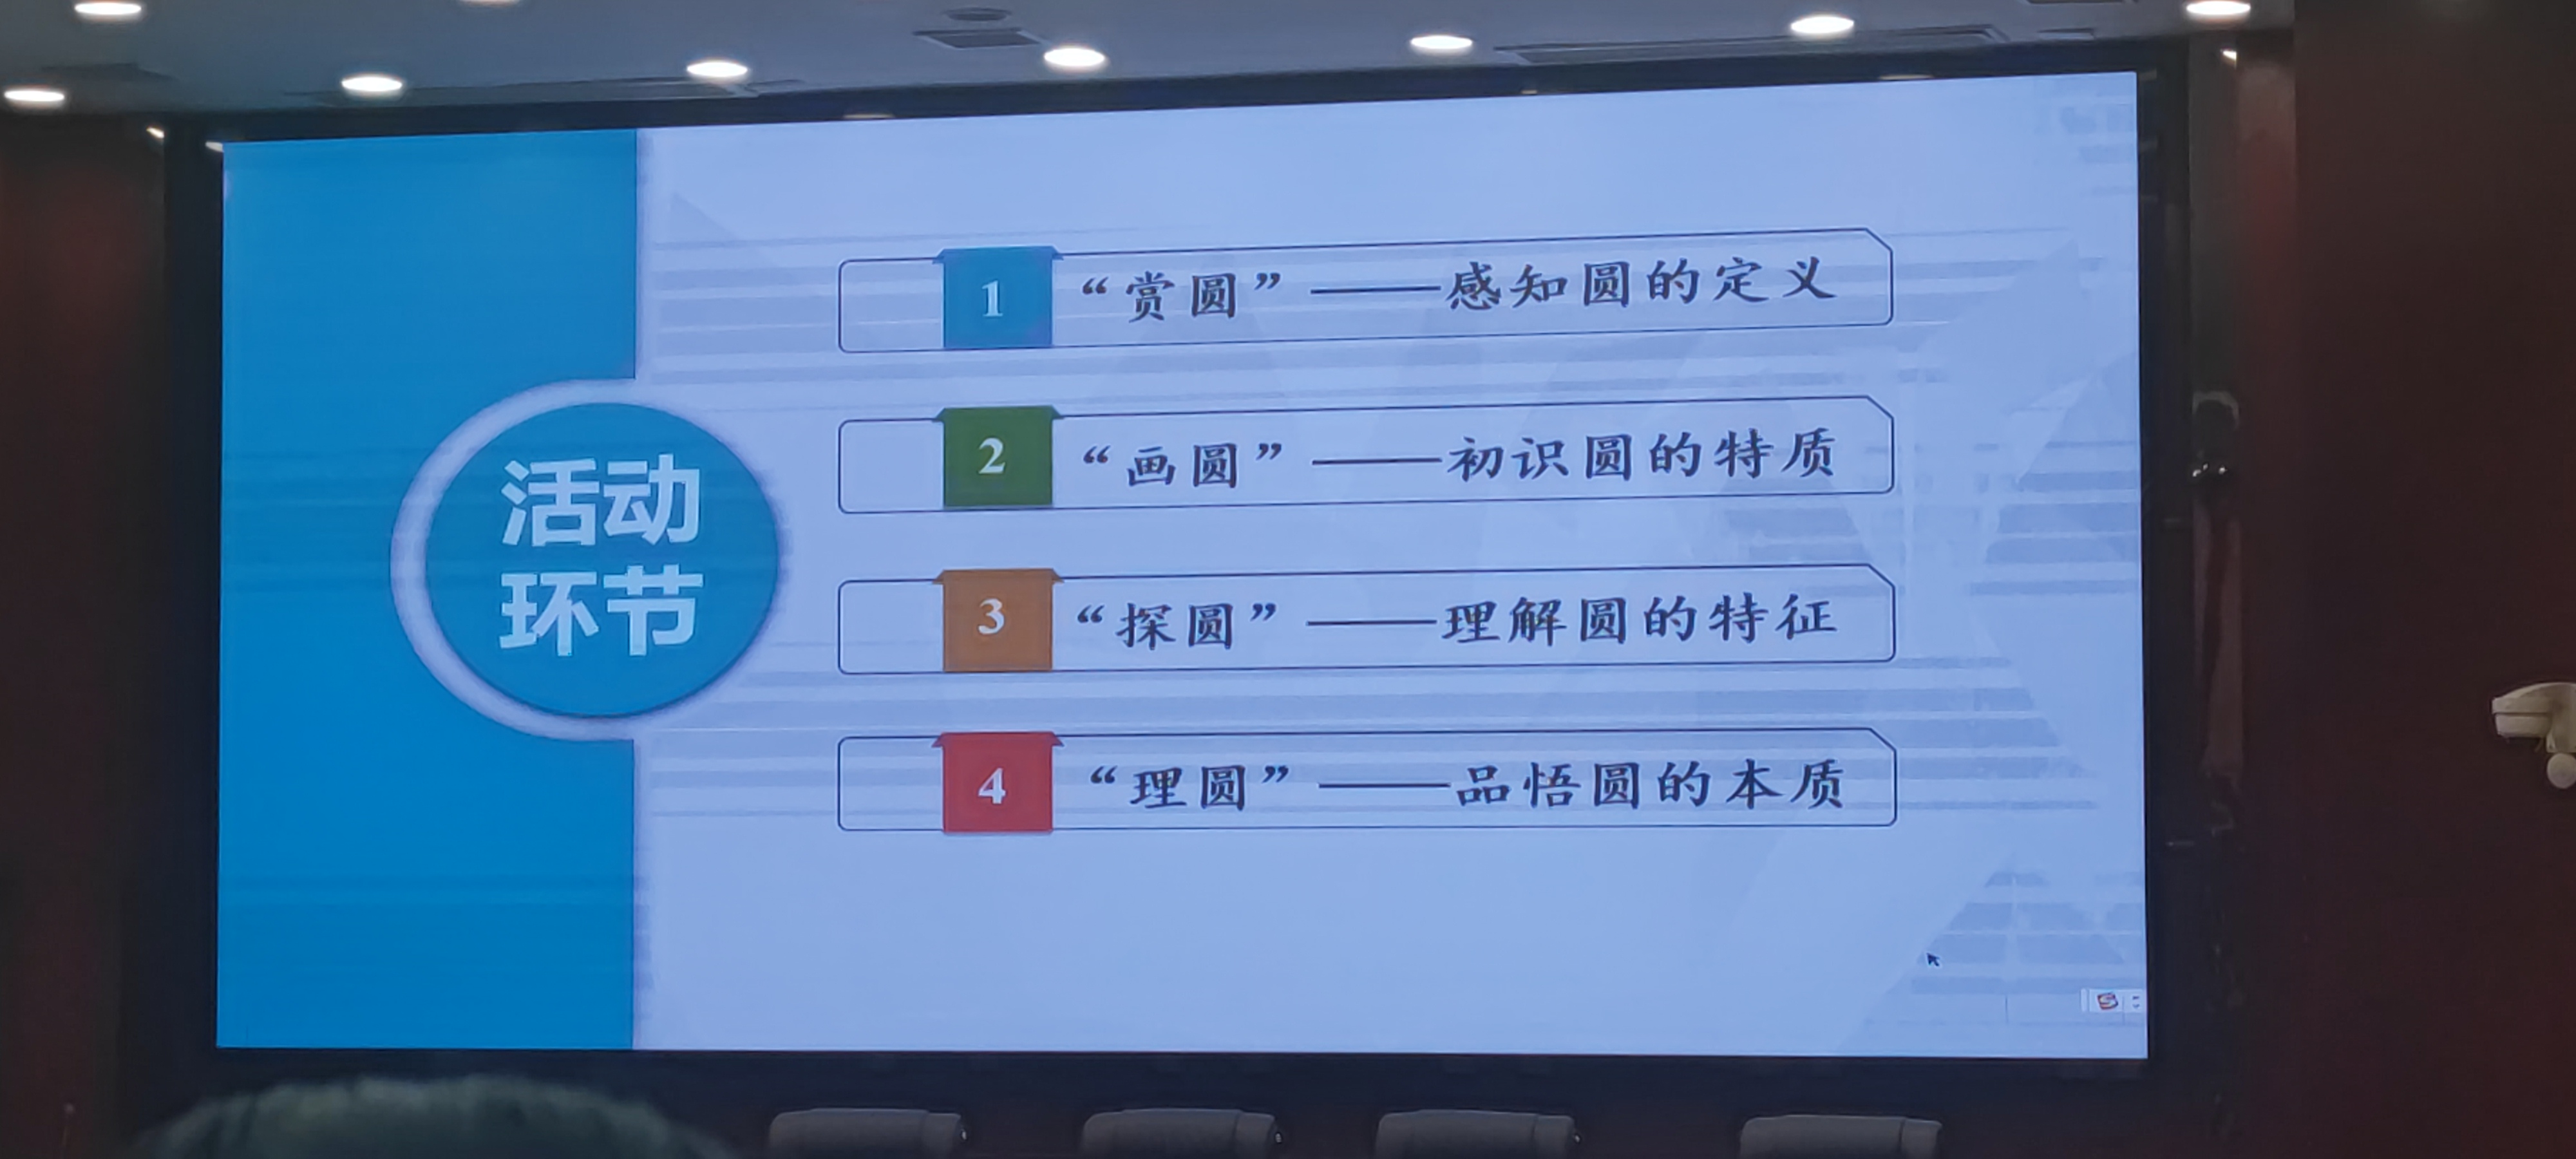 活动
环节
1 “赏圆”——感知圆的定义
2 “画圆”——初识圆的特质
3 “探圆”——理解圆的特征
4 “理圆”——品悟圆的本质